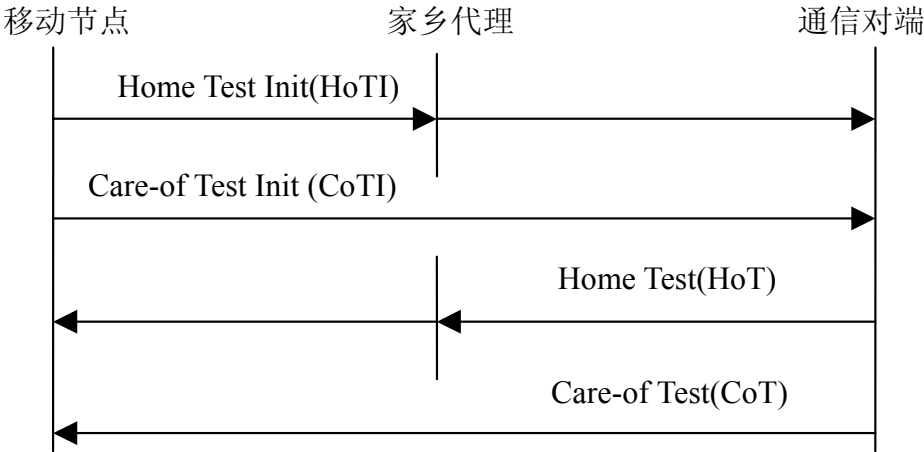 移动节点 家乡代理 通信对端
Home Test Init(HoTI)
Care-of Test Init (CoTI)
Home Test(HoT)
Care-of Test(CoT)